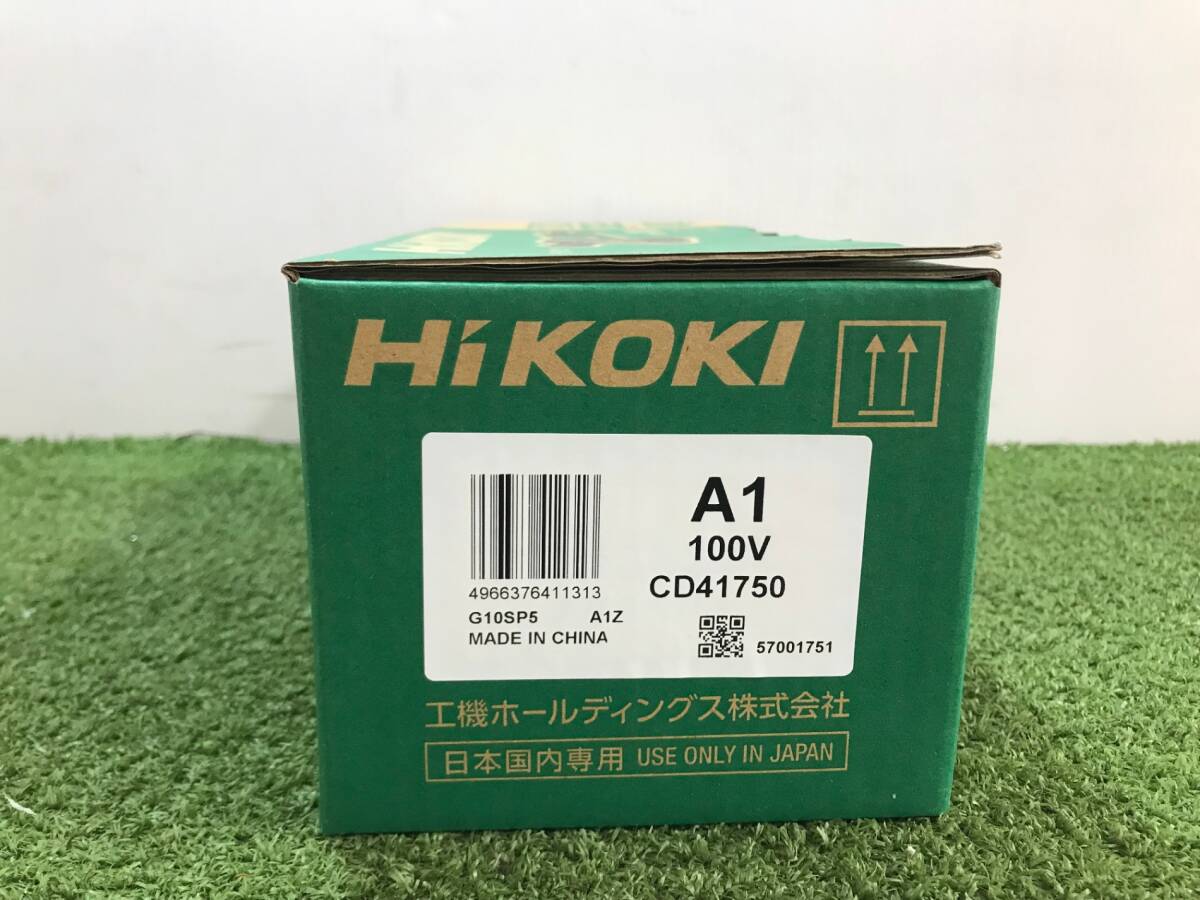 HiKOKI
A1
100V
CD41750
4966376411313
G10SP5 A1Z
MADE IN CHINA
57001751
工機ホールディングス株式会社
日本国内専用 USE ONLY IN JAPAN